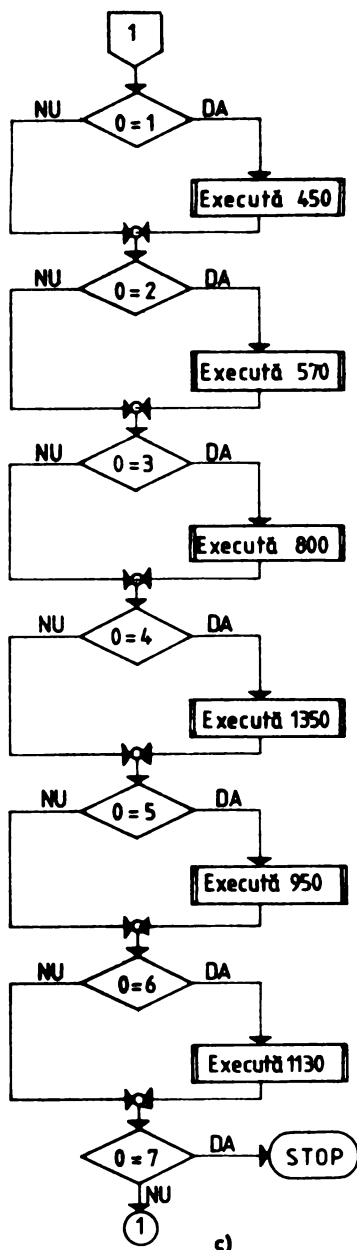 1
NU
DA
0=1
Execută 450
NU
DA
0=2
Execută 570
NU
DA
0=3
Execută 800
NU
DA
0=4
Execută 1350
NU
DA
0=5
Execută 950
NU
DA
0=6
Execută 1130
0=7
DA
STOP
NU
1
c)